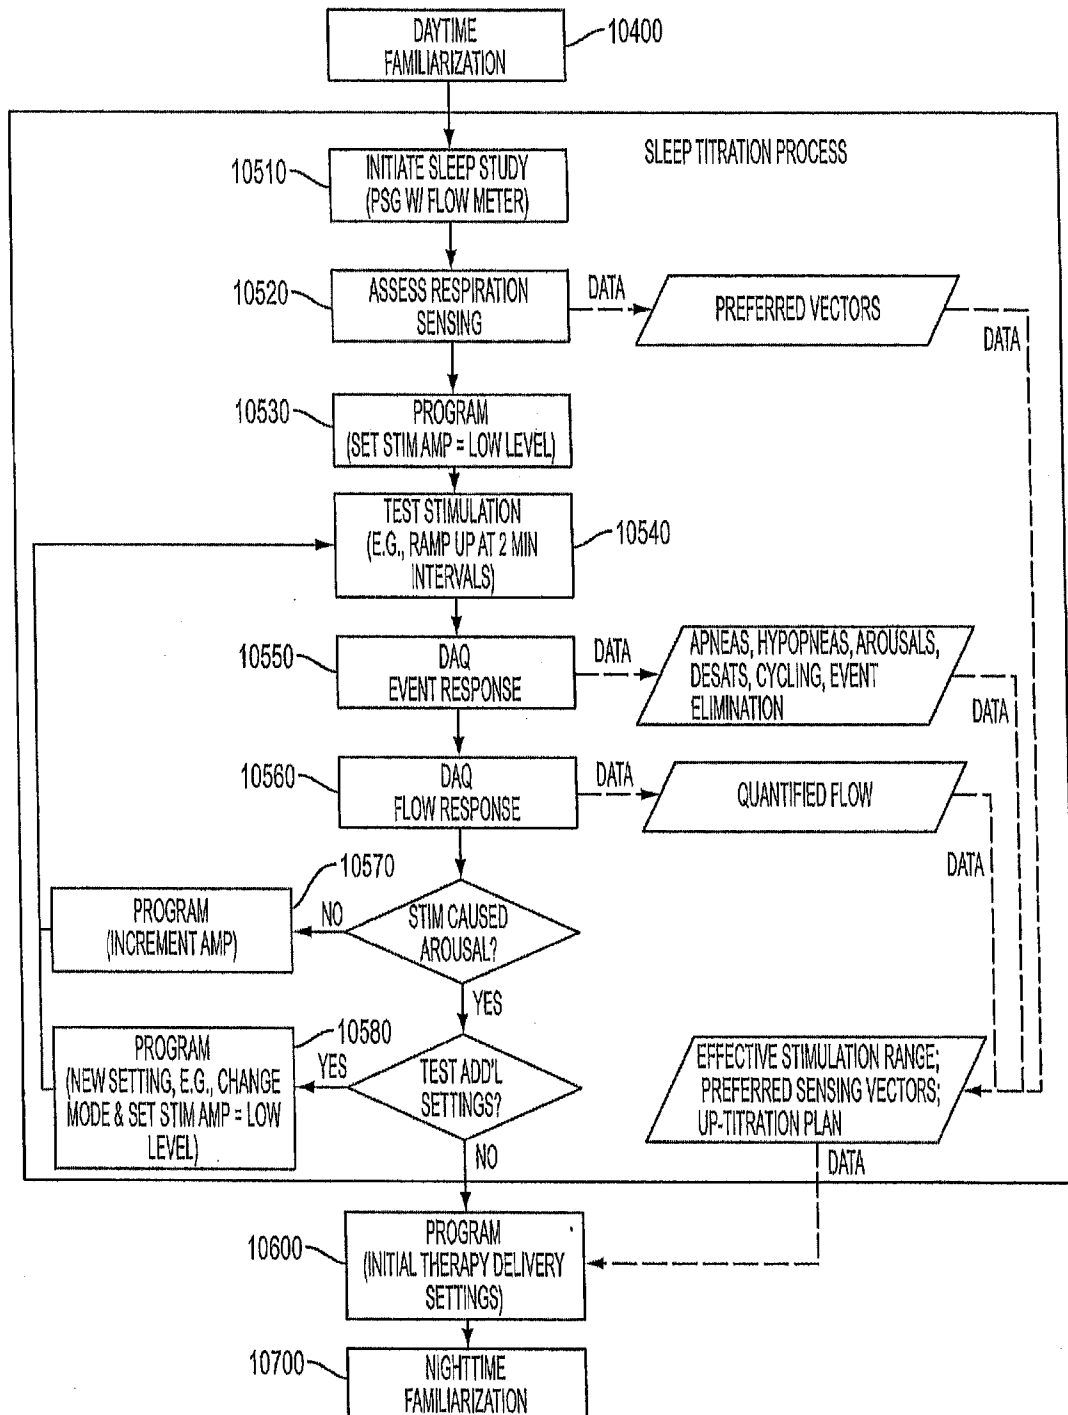 DAYTIME
FAMILIARIZATION
10400
SLEEP TITRATION PROCESS
10510
INITIATE SLEEP STUDY
(PSG W/ FLOW METER)
10520
ASSESS RESPIRATION
SENSING
DATA
PREFERRED VECTORS
DATA
10530
PROGRAM
(SET STIM AMP = LOW LEVEL)
TEST STIMULATION
(E.G., RAMP UP AT 2 MIN
INTERVALS)
10540
10550
DAQ
EVENT RESPONSE
DATA
APNEAS, HYPOPNEAS, AROUSALS,
DESATS, CYCLING, EVENT
ELIMINATION
DATA
10560
DAQ
FLOW RESPONSE
DATA
QUANTIFIED FLOW
DATA
10570
PROGRAM
(INCREMENT AMP)
NO
STIM CAUSED
AROUSAL?
YES
10580
PROGRAM
(NEW SETTING, E.G., CHANGE
MODE & SET STIM AMP = LOW
LEVEL)
YES
TEST ADD'L
SETTINGS?
NO
EFFECTIVE STIMULATION RANGE;
PREFERRED SENSING VECTORS;
UP-TITRATION PLAN
DATA
10600
PROGRAM
(INITIAL THERAPY DELIVERY
SETTINGS)
10700
NIGHTTIME
FAMILIARIZATION